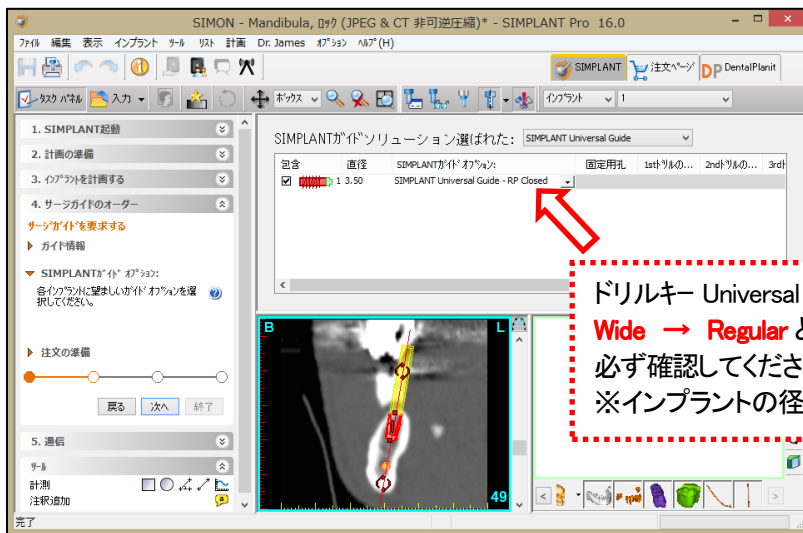 SIMON - Mandibula, ロック (JPEG & CT 非可逆圧縮)* - SIMPLANT Pro 16.0
ファイル 編集 表示 インプラント ツール リスト 計画 Dr. James オプション ヘルプ(H)
SIMPLANT 注文ページ DP DentalPlanit
タスク パネル 入力 ボックス インプラント 1
1. SIMPLANT起動
2. 計画の準備
3. インプラントを計画する
4. サージガイドのオーダー
サージガイドを要求する
ガイド情報
SIMPLANTガイド オプション:
各インプラントに望ましいガイド オプションを選
択してください。
注文の準備
戻る 次へ 終了
5. 通信
ツール
計測
注釈追加
完了
SIMPLANTガイドソリューション選ばれた: SIMPLANT Universal Guide
包含 直径 SIMPLANTガイド オプション: 固定用孔 1stドリルの... 2ndドリルの... 3rdド
1 3.50 SIMPLANT Universal Guide - RP Closed
ドリルキー Universal
Wide → Regular と
必ず確認してくださ
※インプラントの径
B L
49